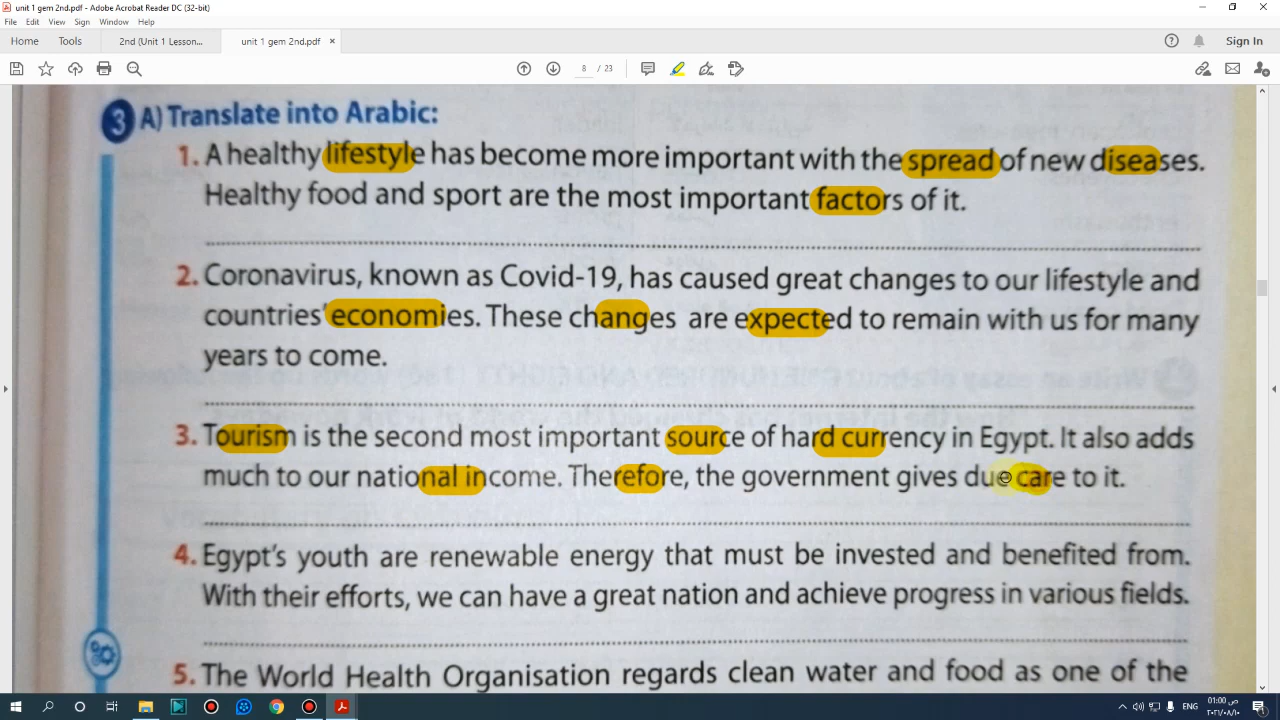 unit 1 gem 2nd.pdf - Adobe Acrobat Reader DC (32-bit)
File Edit View Sign Window Help
Home Tools 2nd (Unit 1 Lesson... unit 1 gem 2nd.pdf × Sign In
8 / 23
3 A) Translate into Arabic:
1. A healthy lifestyle has become more important with the spread of new diseases.
Healthy food and sport are the most important factors of it.
2. Coronavirus, known as Covid-19, has caused great changes to our lifestyle and
countries' economies. These changes are expected to remain with us for many
years to come.
3. Tourism is the second most important source of hard currency in Egypt. It also adds
much to our national income. Therefore, the government gives due care to it.
4. Egypt's youth are renewable energy that must be invested and benefited from.
With their efforts, we can have a great nation and achieve progress in various fields.
5. The World Health Organisation regards clean water and food as one of the
ENG 01:00 ص
٢٠٢١/٠٨/١٠